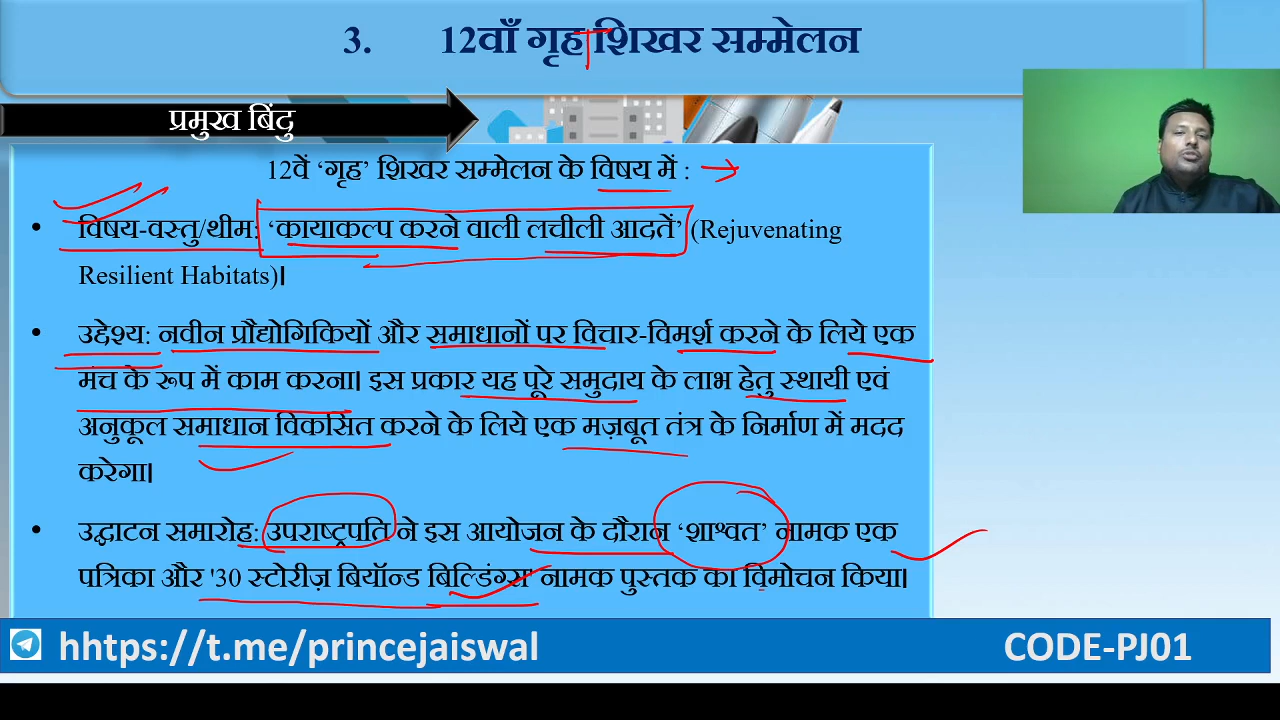 3. 12वाँ गृह शिखर सम्मेलन
प्रमुख बिंदु
12वें ‘गृह’ शिखर सम्मेलन के विषय में :
• विषय-वस्तु/थीम: ‘कायाकल्प करने वाली लचीली आदतें’ (Rejuvenating
Resilient Habitats)।
• उद्देश्य: नवीन प्रौद्योगिकियों और समाधानों पर विचार-विमर्श करने के लिये एक
मंच के रूप में काम करना। इस प्रकार यह पूरे समुदाय के लाभ हेतु स्थायी एवं
अनुकूल समाधान विकसित करने के लिये एक मज़बूत तंत्र के निर्माण में मदद
करेगा।
• उद्घाटन समारोह: उपराष्ट्रपति ने इस आयोजन के दौरान ‘शाश्वत’ नामक एक
पत्रिका और '30 स्टोरीज़ बियॉन्ड बिल्डिंग्स' नामक पुस्तक का विमोचन किया।
hhtps://t.me/princejaiswal CODE-PJ01